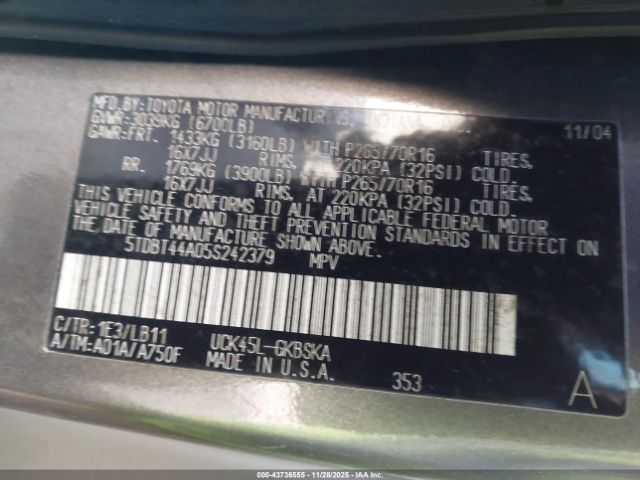 MFD.BY:TOYOTA MOTOR MANUFACTURING, INDIANA, INC. 11/04
GVWR:3039KG (6700LB)
GAWR:FRT. 1433KG (3160LB) WITH P265/70R16 TIRES.
16X7JJ RIMS. AT 220KPA (32PSI) COLD.
RR. 1769KG (3900LB) WITH P265/70R16 TIRES.
16X7JJ RIMS. AT 220KPA (32PSI) COLD.
THIS VEHICLE CONFORMS TO ALL APPLICABLE FEDERAL MOTOR
VEHICLE SAFETY AND THEFT PREVENTION STANDARDS IN EFFECT ON
THE DATE OF MANUFACTURE SHOWN ABOVE.
5TDBT44A05S242379 MPV
C/TR:1E3/LB11 UCK45L-GKBSKA
A/TM:A01A/A750F MADE IN U.S.A. 353 A
00-43736555 - 11/28/2025 - IAAI.COM